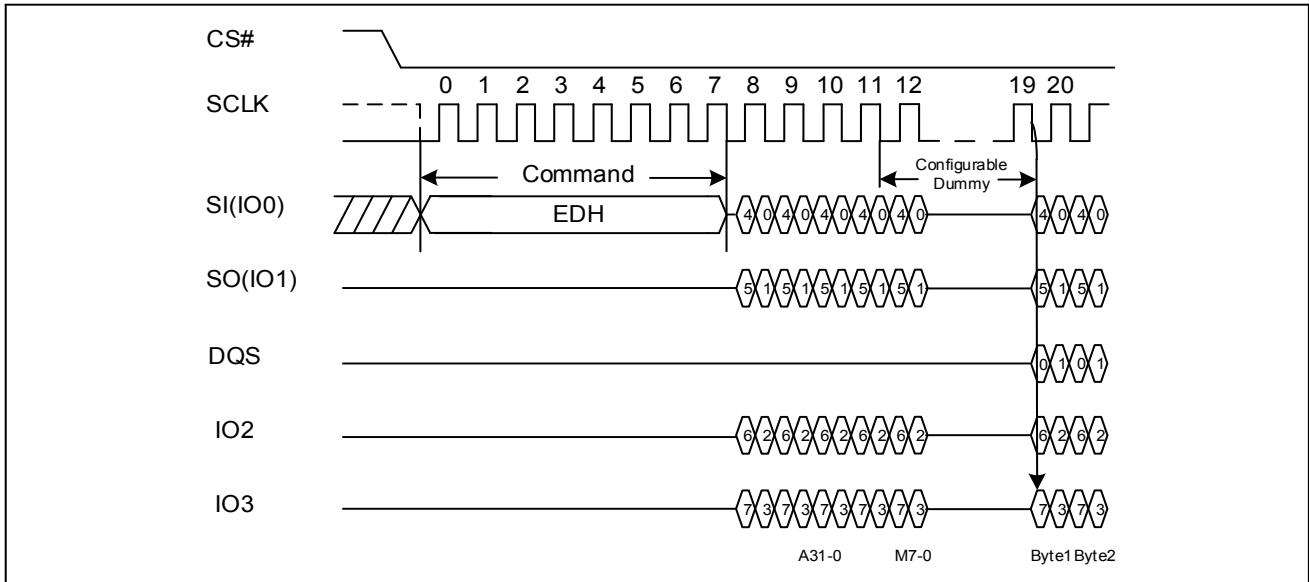 CS#
0 1 2 3 4 5 6 7 8 9 10 11 12 19 20
SCLK
Command
Configurable
Dummy
SI(IO0)
EDH
4 0 4 0 4 0 4 0 4 0 4 0 4 0
SO(IO1)
5 1 5 1 5 1 5 1 5 1 5 1 5 1
DQS
0 1 0 1
IO2
6 2 6 2 6 2 6 2 6 2 6 2 6 2
IO3
7 3 7 3 7 3 7 3 7 3 7 3 7 3
A31-0 M7-0 Byte1 Byte2